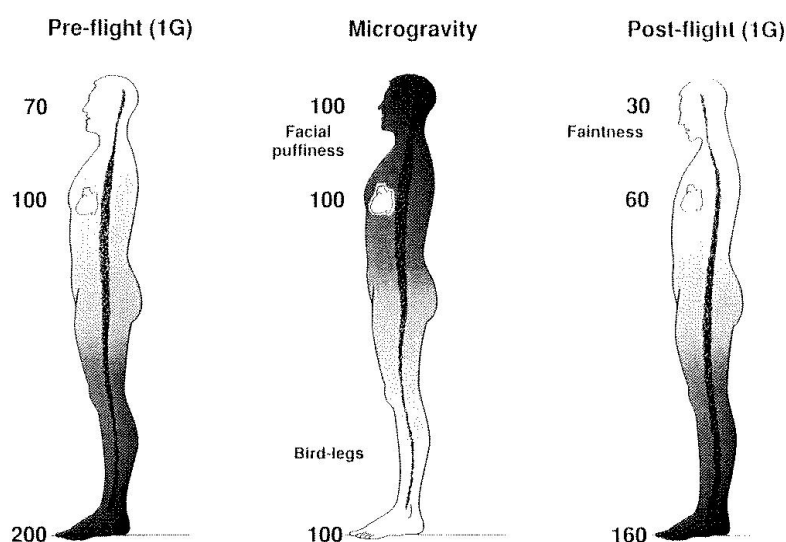 Pre-flight (1G)
70
100
200
Microgravity
100
Facial
puffiness
100
Bird-legs
100
Post-flight (1G)
30
Faintness
60
160